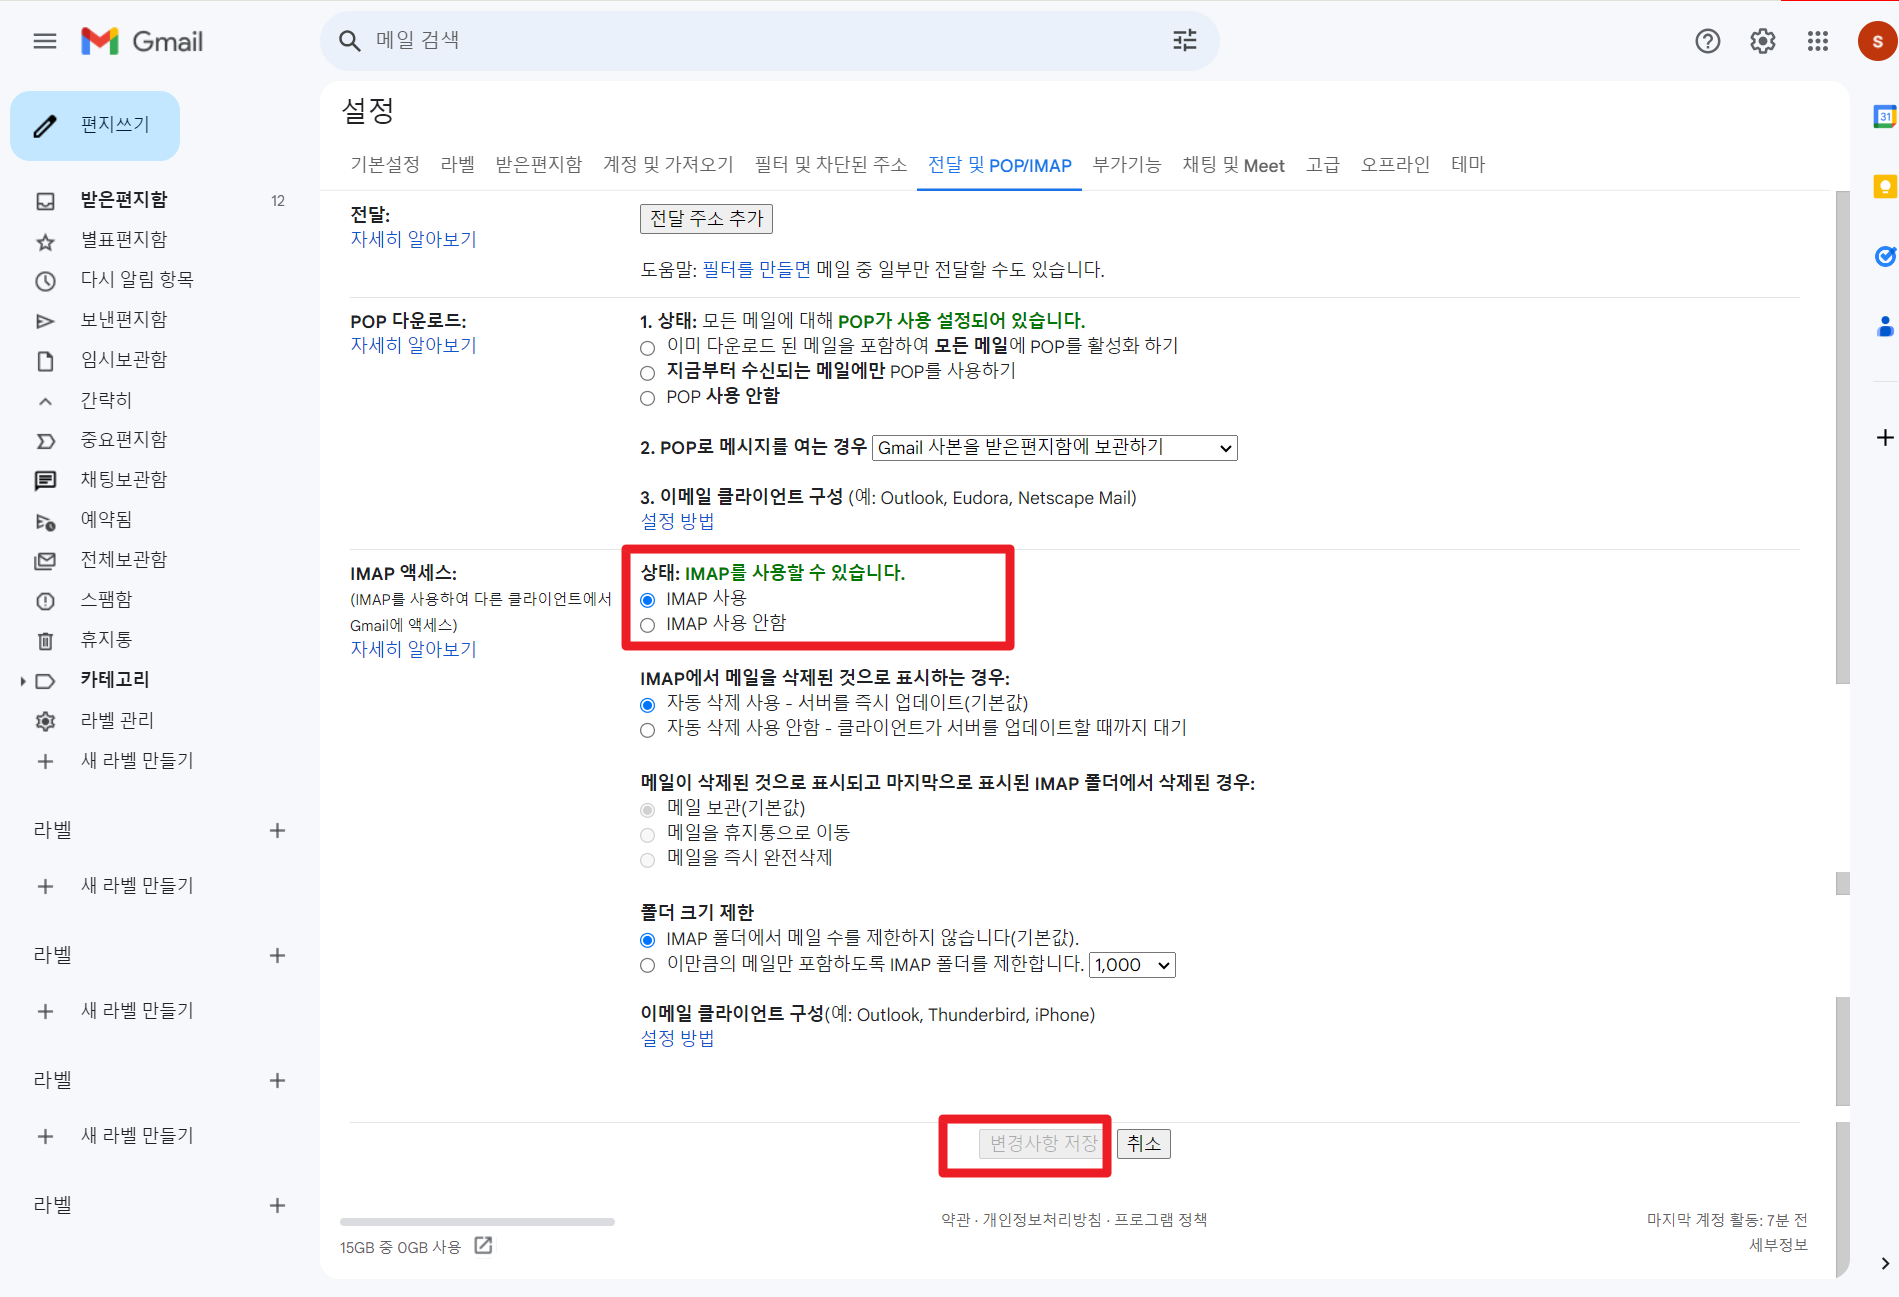 Gmail
메일 검색
S
편지쓰기
받은편지함 12
별표편지함
다시 알림 항목
보낸편지함
임시보관함
간략히
중요편지함
채팅보관함
예약됨
전체보관함
스팸함
휴지통
카테고리
라벨 관리
새 라벨 만들기
라벨
새 라벨 만들기
라벨
새 라벨 만들기
라벨
새 라벨 만들기
라벨
설정
기본설정 라벨 받은편지함 계정 및 가져오기 필터 및 차단된 주소 전달 및 POP/IMAP 부가기능 채팅 및 Meet 고급 오프라인 테마
전달:
자세히 알아보기
전달 주소 추가
도움말: 필터를 만들면 메일 중 일부만 전달할 수도 있습니다.
POP 다운로드:
자세히 알아보기
1. 상태: 모든 메일에 대해 POP가 사용 설정되어 있습니다.
이미 다운로드 된 메일을 포함하여 모든 메일에 POP를 활성화 하기
지금부터 수신되는 메일에만 POP를 사용하기
POP 사용 안함
2. POP로 메시지를 여는 경우 Gmail 사본을 받은편지함에 보관하기
3. 이메일 클라이언트 구성 (예: Outlook, Eudora, Netscape Mail)
설정 방법
IMAP 액세스:
(IMAP를 사용하여 다른 클라이언트에서
Gmail에 액세스)
자세히 알아보기
상태: IMAP를 사용할 수 있습니다.
IMAP 사용
IMAP 사용 안함
IMAP에서 메일을 삭제된 것으로 표시하는 경우:
자동 삭제 사용 - 서버를 즉시 업데이트(기본값)
자동 삭제 사용 안함 - 클라이언트가 서버를 업데이트할 때까지 대기
메일이 삭제된 것으로 표시되고 마지막으로 표시된 IMAP 폴더에서 삭제된 경우:
메일 보관(기본값)
메일을 휴지통으로 이동
메일을 즉시 완전삭제
폴더 크기 제한
IMAP 폴더에서 메일 수를 제한하지 않습니다(기본값).
이만큼의 메일만 포함하도록 IMAP 폴더를 제한합니다. 1,000
이메일 클라이언트 구성(예: Outlook, Thunderbird, iPhone)
설정 방법
변경사항 저장 취소
15GB 중 0GB 사용
약관 · 개인정보처리방침 · 프로그램 정책
마지막 계정 활동: 7분 전
세부정보
31